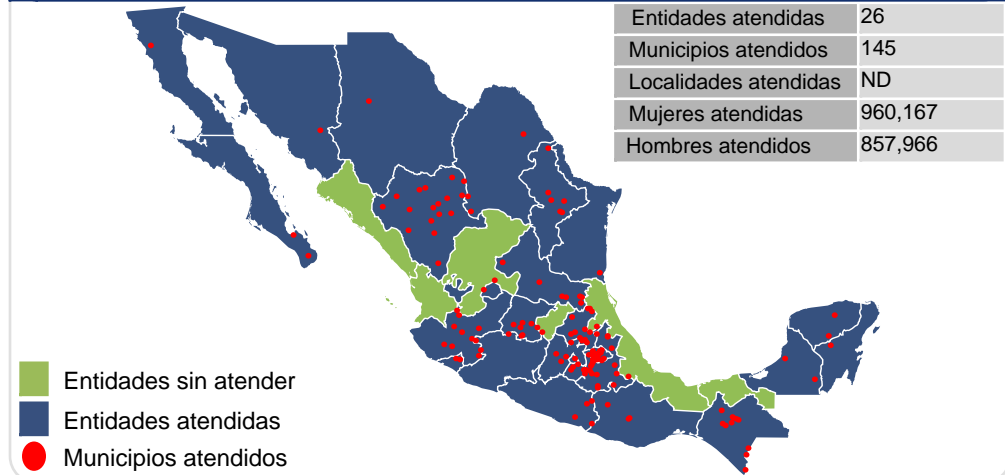 Entidades atendidas 26
Municipios atendidos 145
Localidades atendidas ND
Mujeres atendidas 960,167
Hombres atendidos 857,966
Entidades sin atender
Entidades atendidas
Municipios atendidos